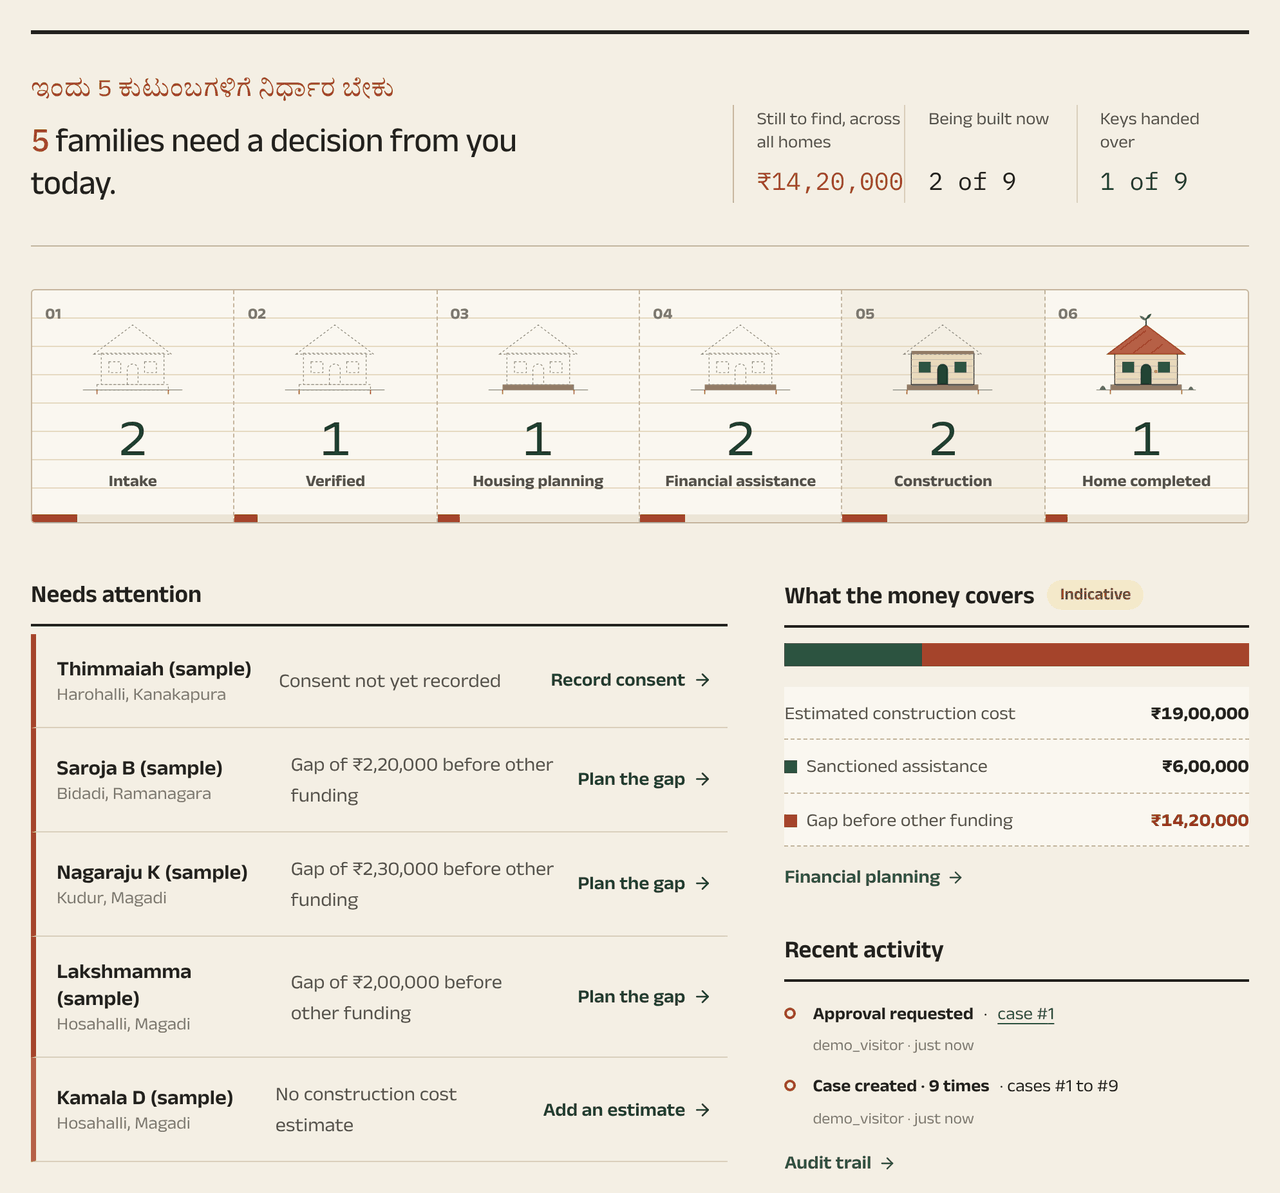 ಇಂದು 5 ಕುಟುಂಬಗಳಿಗೆ ನಿರ್ಧಾರ ಬೇಕು
5 families need a decision from you
today.
Still to find, across
all homes
₹14,20,000
Being built now
2 of 9
Keys handed
over
1 of 9
01
2
Intake
02
1
Verified
03
1
Housing planning
04
2
Financial assistance
05
2
Construction
06
1
Home completed
Needs attention
Thimmaiah (sample)
Harohalli, Kanakapura
Consent not yet recorded
Record consent →
Saroja B (sample)
Bidadi, Ramanagara
Gap of ₹2,20,000 before other
funding
Plan the gap →
Nagaraju K (sample)
Kudur, Magadi
Gap of ₹2,30,000 before other
funding
Plan the gap →
Lakshmamma
(sample)
Hosahalli, Magadi
Gap of ₹2,00,000 before
other funding
Plan the gap →
Kamala D (sample)
Hosahalli, Magadi
No construction cost
estimate
Add an estimate →
What the money covers
Indicative
Estimated construction cost ₹19,00,000
Sanctioned assistance ₹6,00,000
Gap before other funding ₹14,20,000
Financial planning →
Recent activity
Approval requested · case #1
demo_visitor · just now
Case created · 9 times · cases #1 to #9
demo_visitor · just now
Audit trail →